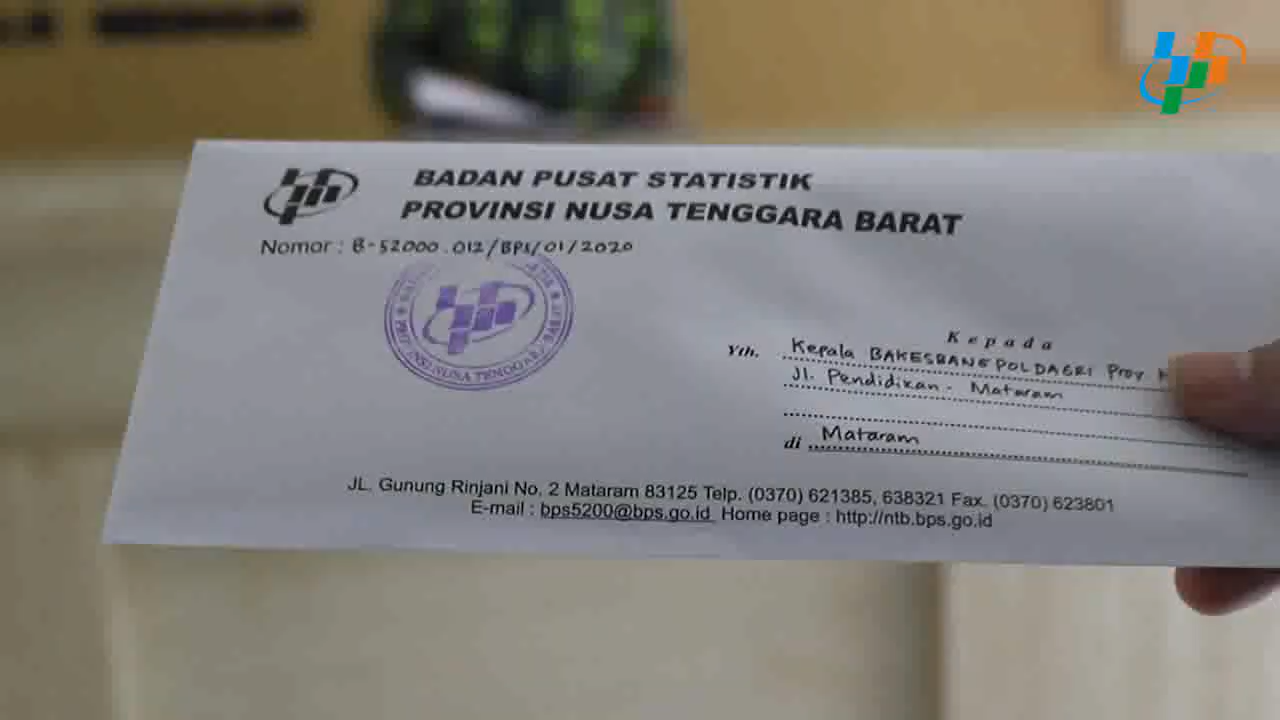 BADAN PUSAT STATISTIK
PROVINSI NUSA TENGGARA BARAT
Nomor : B-52000.012/BPS/01/2020
NUSA TENGGARA
Kepada
Yth. Kepala BAKESBANGPOLDAGRI Prov
Jl. Pendidikan - Mataram
di Mataram
JL. Gunung Rinjani No. 2 Mataram 83125 Telp. (0370) 621385, 638321 Fax. (0370) 623801
E-mail : bps5200@bps.go.id Home page : http://ntb.bps.go.id